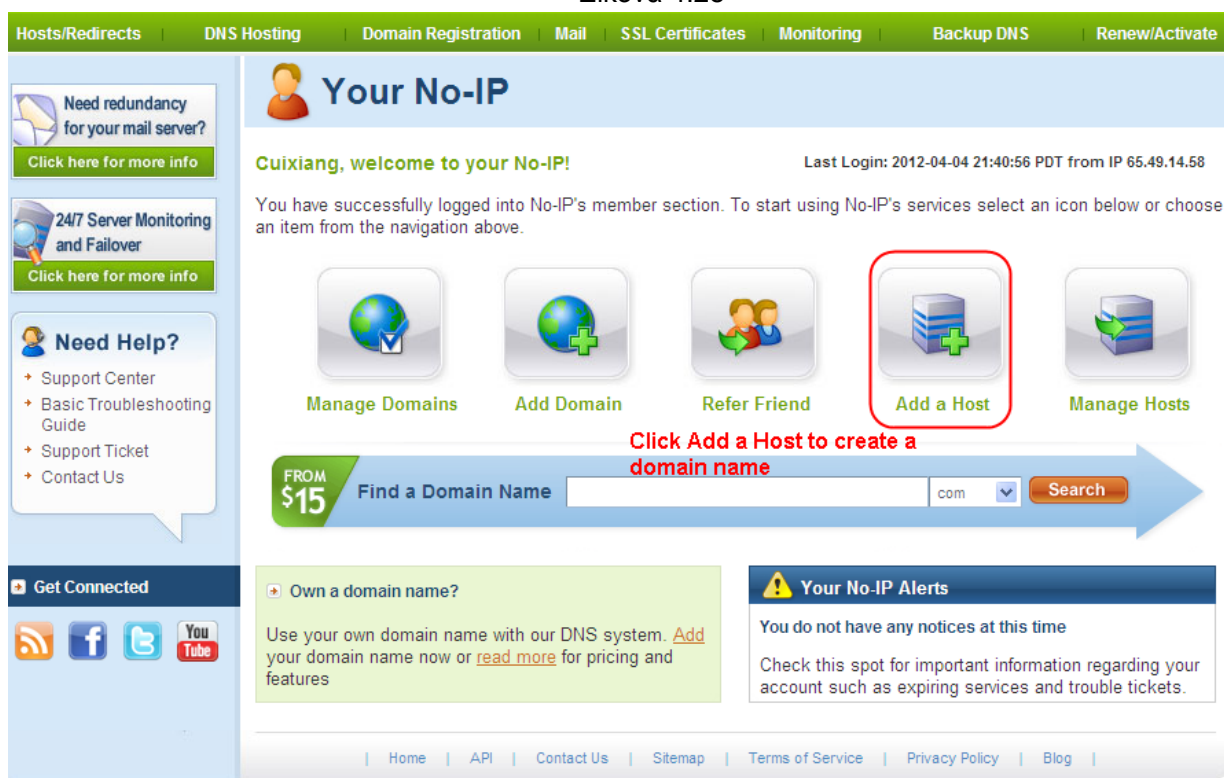 Hosts/Redirects | DNS Hosting | Domain Registration | Mail | SSL Certificates | Monitoring | Backup DNS | Renew/Activate
Need redundancy
for your mail server?
Click here for more info
24/7 Server Monitoring
and Failover
Click here for more info
Need Help?
Support Center
Basic Troubleshooting
Guide
Support Ticket
Contact Us
Get Connected
You
Tube
Your No-IP
Cuixiang, welcome to your No-IP!
Last Login: 2012-04-04 21:40:56 PDT from IP 65.49.14.58
You have successfully logged into No-IP's member section. To start using No-IP's services select an icon below or choose
an item from the navigation above.
Manage Domains
Add Domain
Refer Friend
Add a Host
Manage Hosts
Click Add a Host to create a
domain name
FROM
$15
Find a Domain Name
com
Search
Own a domain name?
Use your own domain name with our DNS system. Add
your domain name now or read more for pricing and
features
Your No-IP Alerts
You do not have any notices at this time
Check this spot for important information regarding your
account such as expiring services and trouble tickets.
| Home | API | Contact Us | Sitemap | Terms of Service | Privacy Policy | Blog |